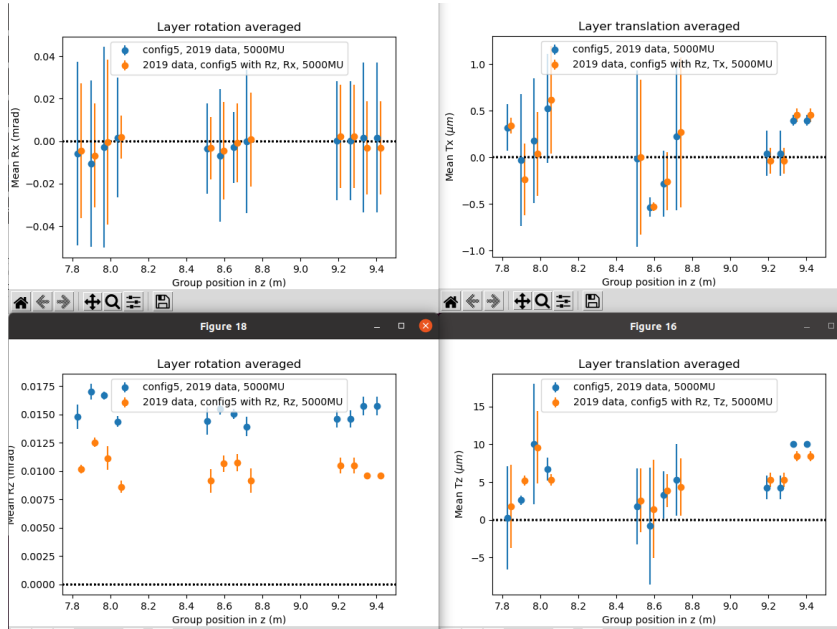 Layer rotation averaged
config5, 2019 data, 5000MU
2019 data, config5 with Rz, Rx, 5000MU
Mean Rx (mrad)
0.04
0.02
0.00
−0.02
−0.04
7.8 8.0 8.2 8.4 8.6 8.8 9.0 9.2 9.4
Group position in z (m)
Layer translation averaged
config5, 2019 data, 5000MU
2019 data, config5 with Rz, Tx, 5000MU
Mean Tx (μm)
1.0
0.5
0.0
−0.5
−1.0
7.8 8.0 8.2 8.4 8.6 8.8 9.0 9.2 9.4
Group position in z (m)
Figure 18
Layer rotation averaged
config5, 2019 data, 5000MU
2019 data, config5 with Rz, Rz, 5000MU
Mean Rz (mrad)
0.0175
0.0150
0.0125
0.0100
0.0075
0.0050
0.0025
0.0000
7.8 8.0 8.2 8.4 8.6 8.8 9.0 9.2 9.4
Group position in z (m)
Figure 16
Layer translation averaged
config5, 2019 data, 5000MU
2019 data, config5 with Rz, Tz, 5000MU
Mean Tz (μm)
15
10
5
0
−5
7.8 8.0 8.2 8.4 8.6 8.8 9.0 9.2 9.4
Group position in z (m)